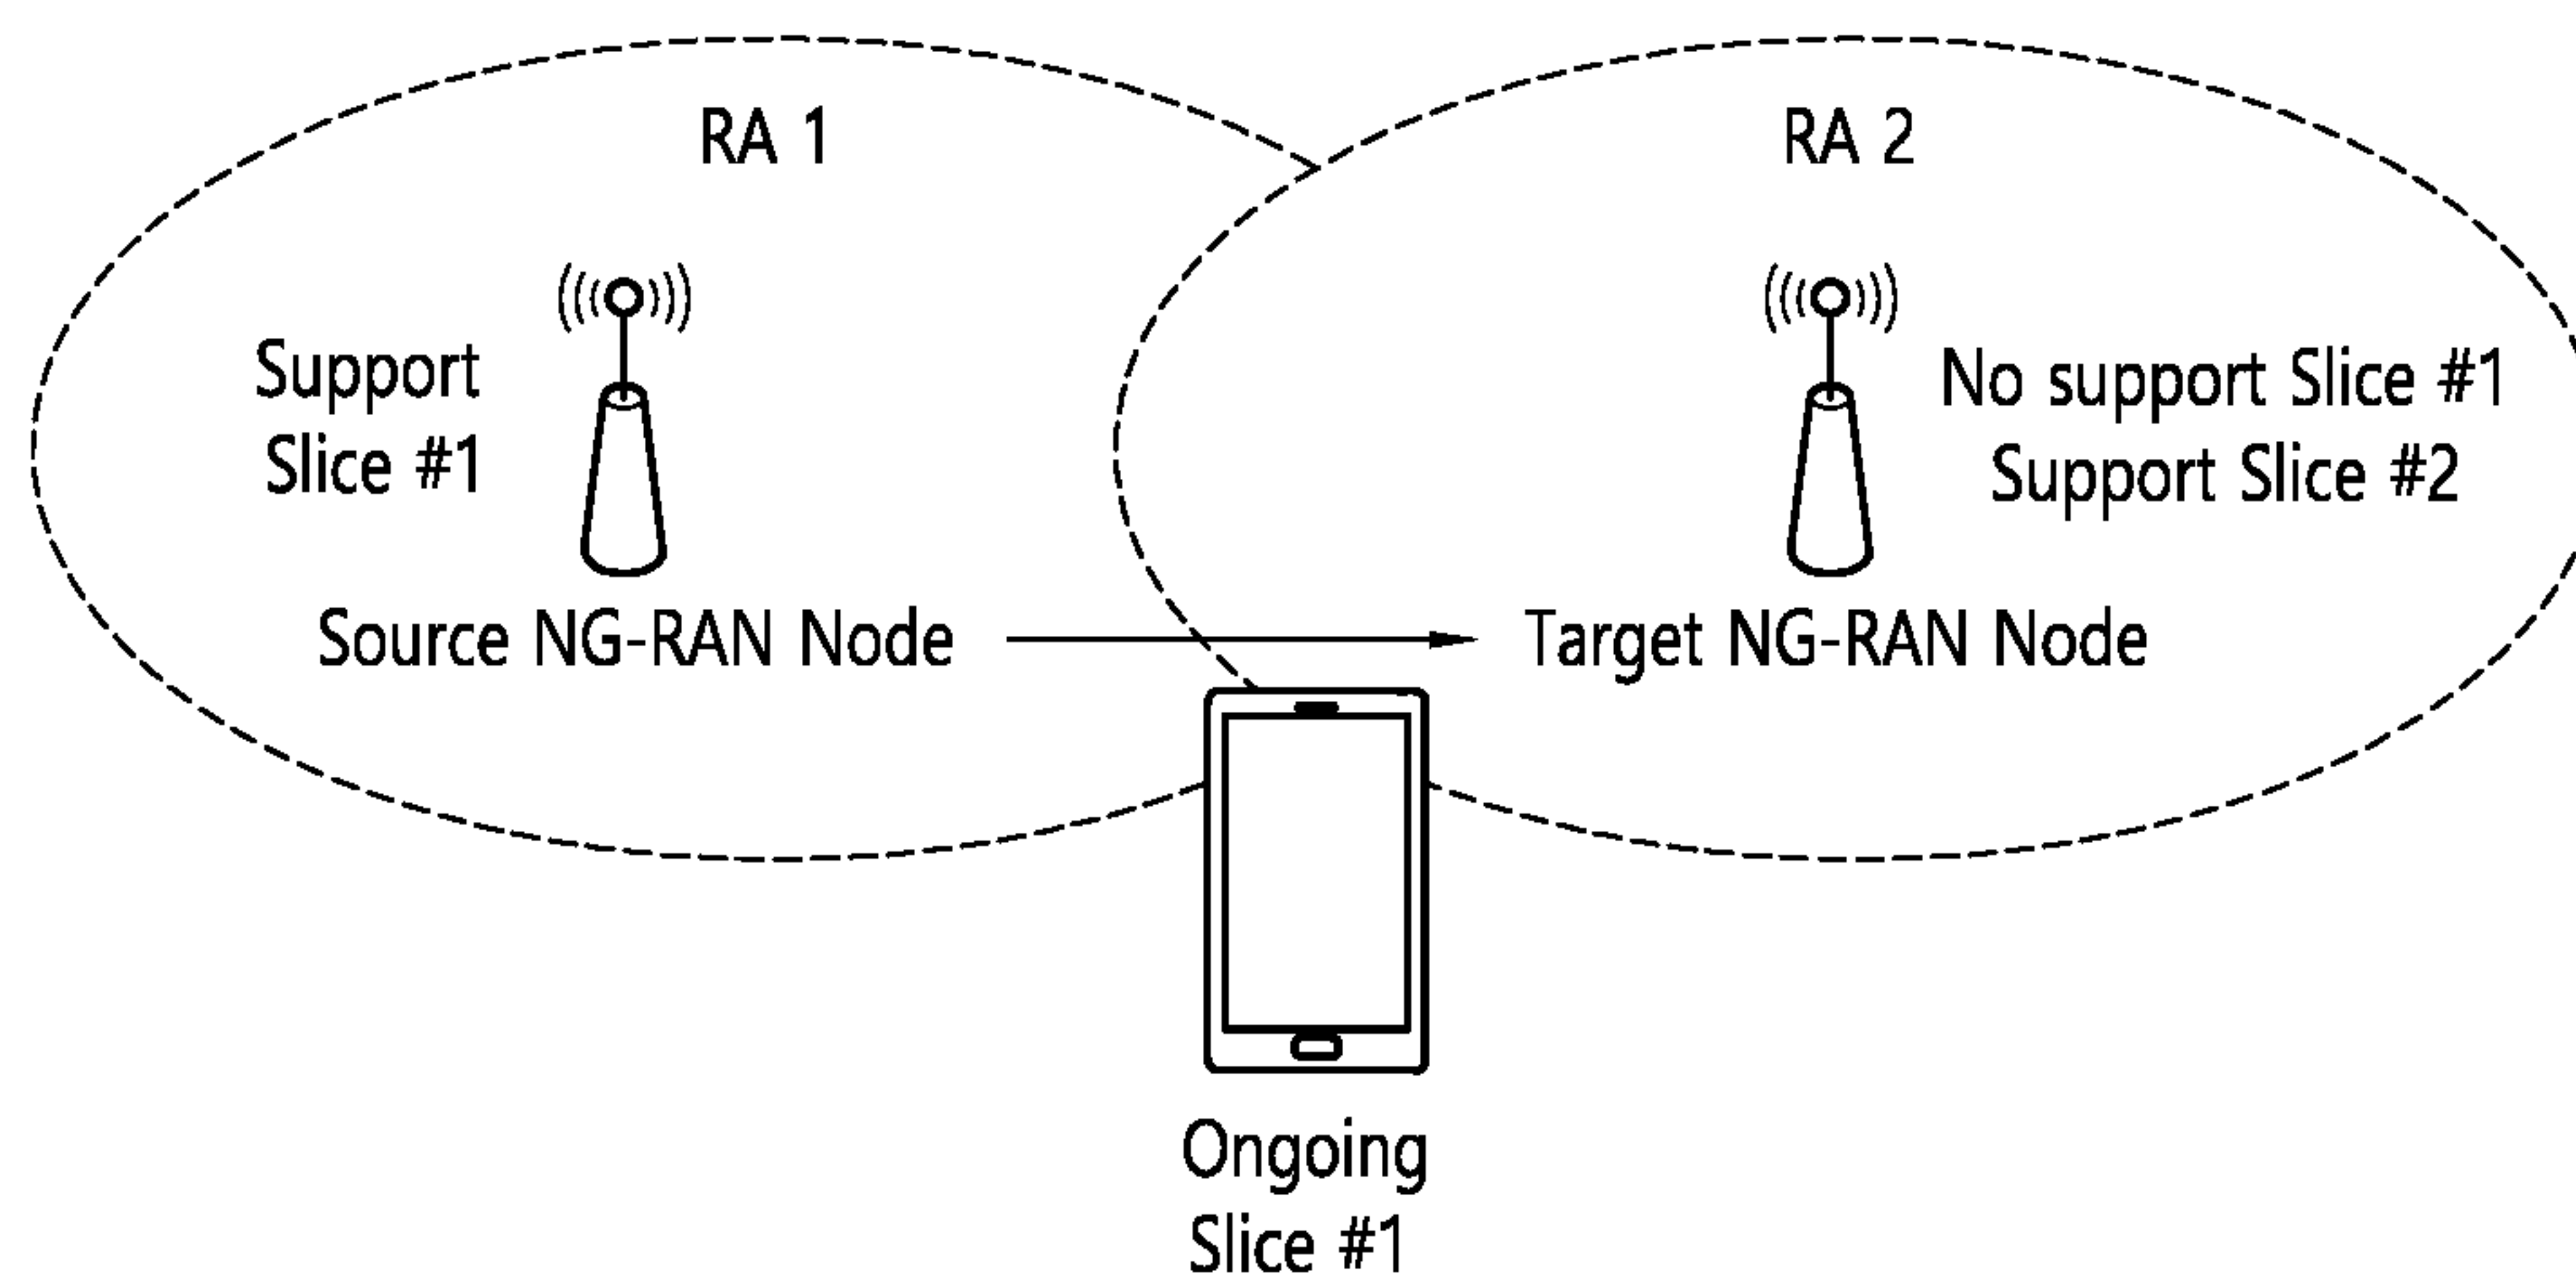 RA 1
RA 2
Support
Slice #1
No support Slice #1
Support Slice #2
Source NG-RAN Node
Target NG-RAN Node
Ongoing
Slice #1